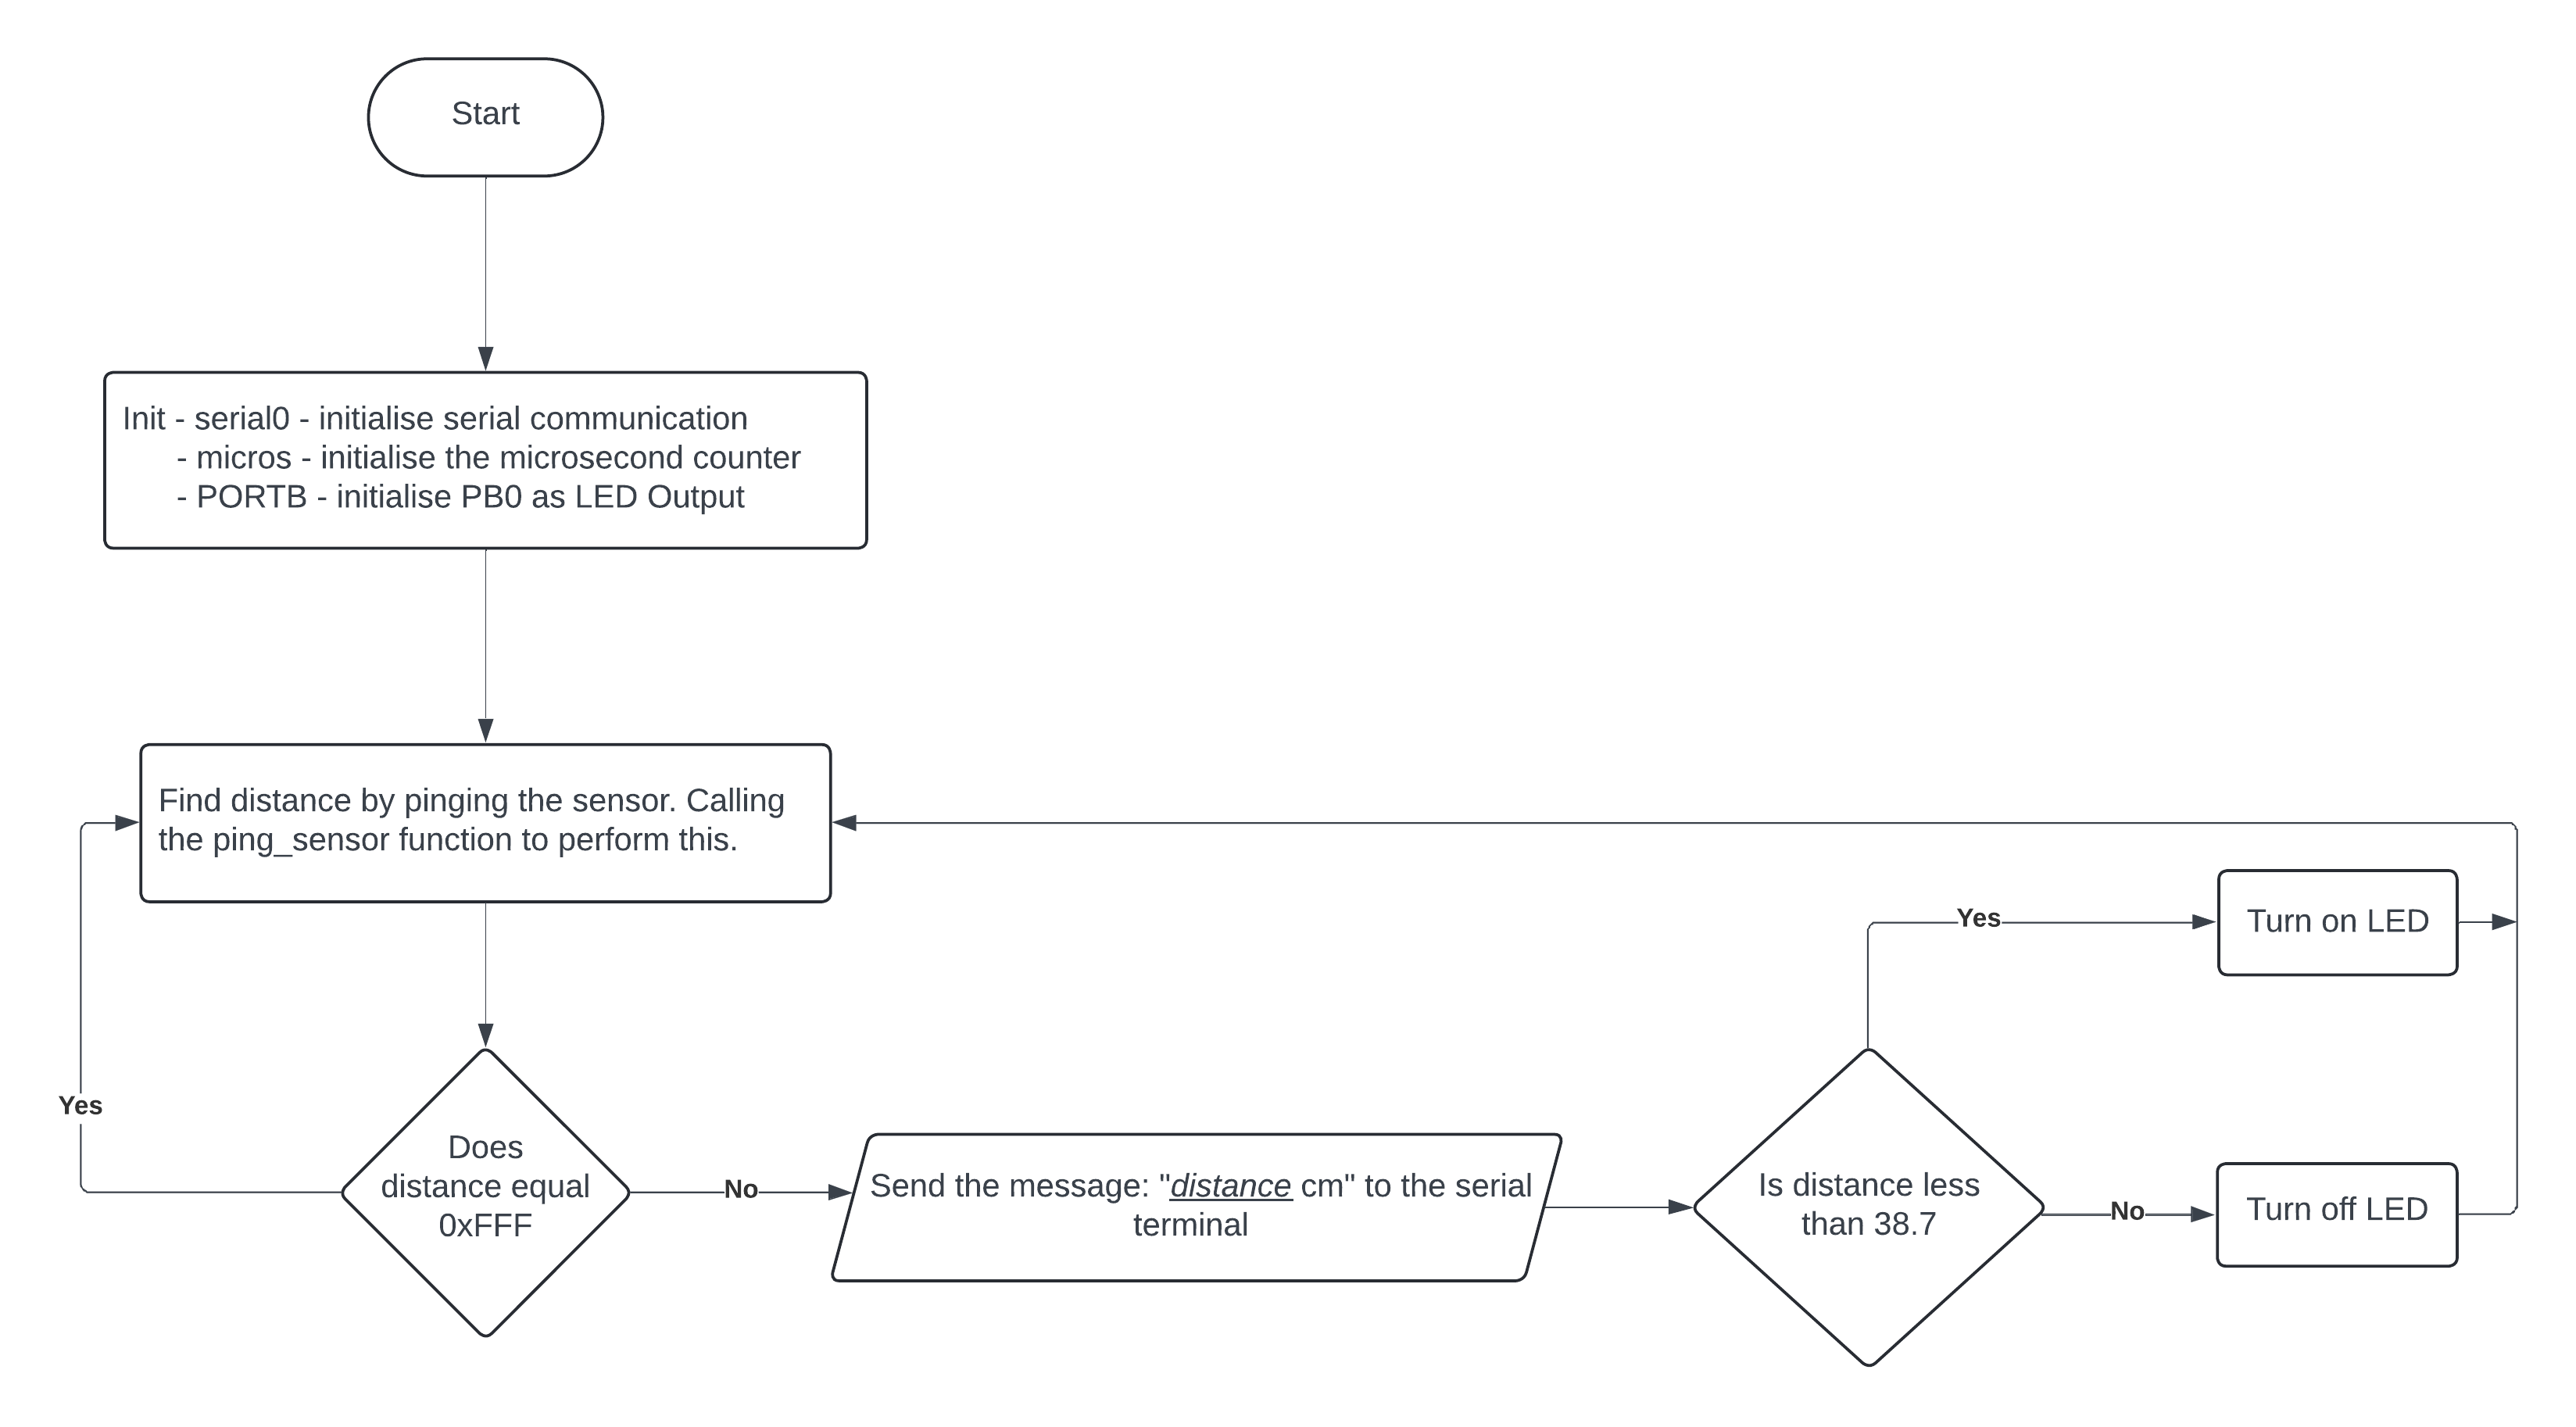 Start
Init - serial0 - initialise serial communication
- micros - initialise the microsecond counter
- PORTB - initialise PB0 as LED Output
Find distance by pinging the sensor. Calling
the ping_sensor function to perform this.
Yes
Does
distance equal
0xFFF
No
Send the message: "distance cm" to the serial
terminal
Is distance less
than 38.7
Yes
Turn on LED
No
Turn off LED